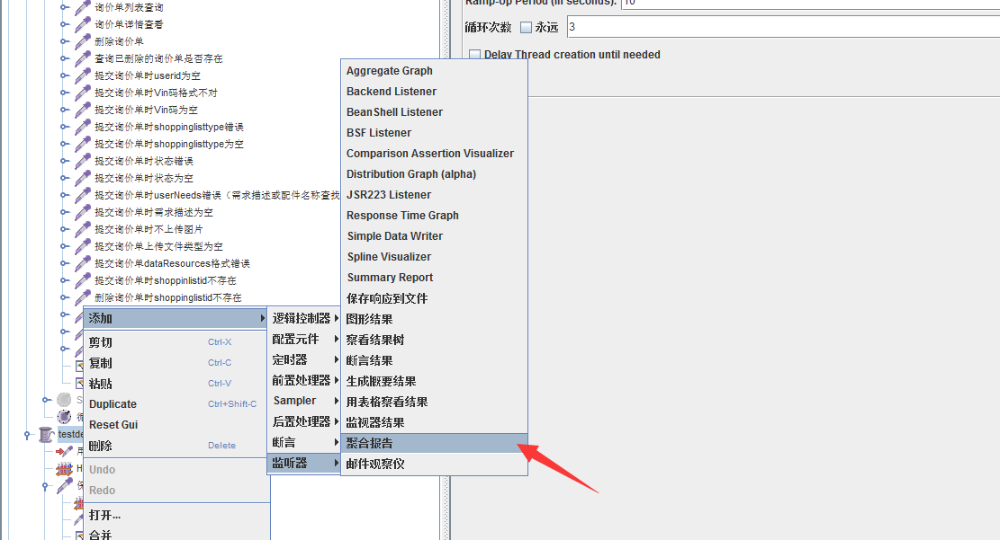 询价单列表查询
询价单详情查看
删除询价单
查询已删除的询价单是否存在
提交询价单时userid为空
提交询价单时Vin码格式不对
提交询价单时Vin码为空
提交询价单时shoppinglisttype错误
提交询价单时shoppinglisttype为空
提交询价单时状态错误
提交询价单时状态为空
提交询价单时userNeeds错误（需求描述或配件名称查找
提交询价单时需求描述为空
提交询价单时不上传图片
提交询价单上传文件类型为空
提交询价单dataResources格式错误
提交询价单时shoppinlistid不存在
删除询价单时shoppinglistid不存在
S
循
testde
用
H
保
添加
剪切 Ctrl-X
复制 Ctrl-C
粘贴 Ctrl-V
Duplicate Ctrl+Shift-C
Reset Gui
删除 Delete
Undo
Redo
打开...
合并
逻辑控制器
配置元件
定时器
前置处理器
Sampler
后置处理器
断言
监听器
Aggregate Graph
Backend Listener
BeanShell Listener
BSF Listener
Comparison Assertion Visualizer
Distribution Graph (alpha)
JSR223 Listener
Response Time Graph
Simple Data Writer
Spline Visualizer
Summary Report
保存响应到文件
图形结果
察看结果树
断言结果
生成概要结果
用表格察看结果
监视器结果
聚合报告
邮件观察仪
Ramp-Up Period (in seconds): 10
循环次数 永远 3
Delay Thread creation until needed